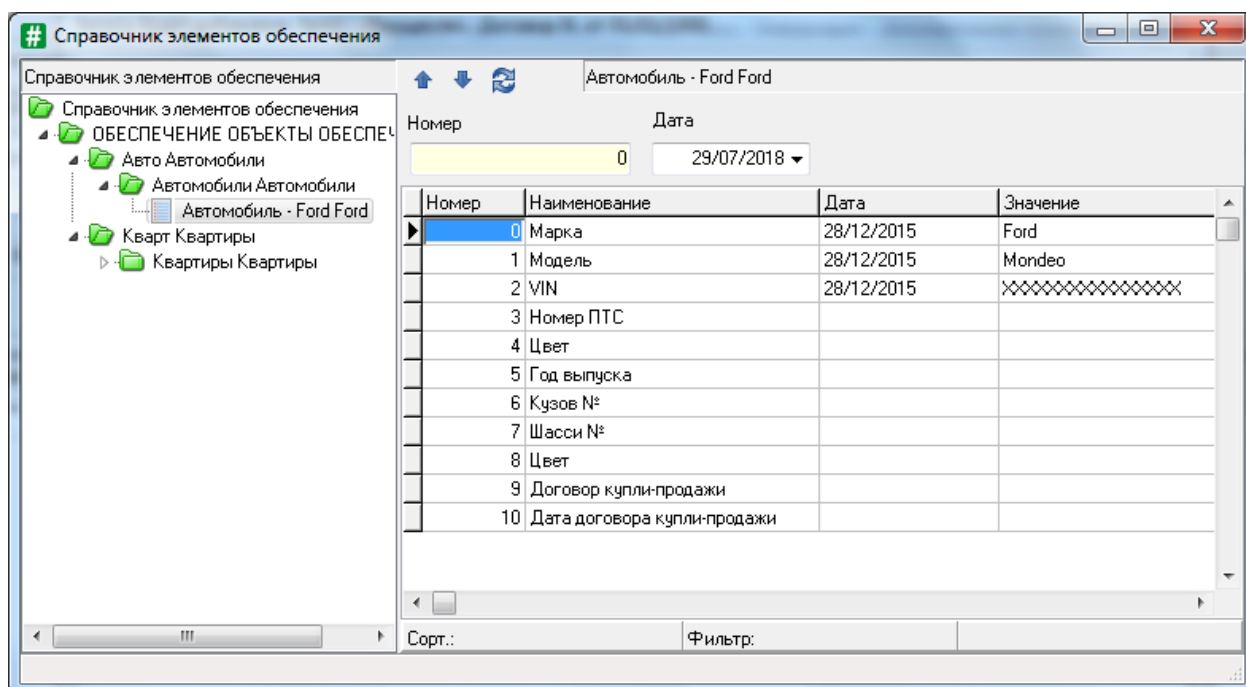 Справочник элементов обеспечения
Справочник элементов обеспечения
Автомобиль - Ford Ford
Справочник элементов обеспечения
ОБЕСПЕЧЕНИЕ ОБЪЕКТЫ ОБЕСПЕЧ
Авто Автомобили
Автомобили Автомобили
Автомобиль - Ford Ford
Кварт Квартиры
Квартиры Квартиры
Номер Дата
0 29/07/2018
Номер Наименование Дата Значение
0 Марка 28/12/2015 Ford
1 Модель 28/12/2015 Mondeo
2 VIN 28/12/2015 XXXXXXXXXXXXXXXX
3 Номер ПТС
4 Цвет
5 Год выпуска
6 Кузов №
7 Шасси №
8 Цвет
9 Договор купли-продажи
10 Дата договора купли-продажи
Сорт.: Фильтр: